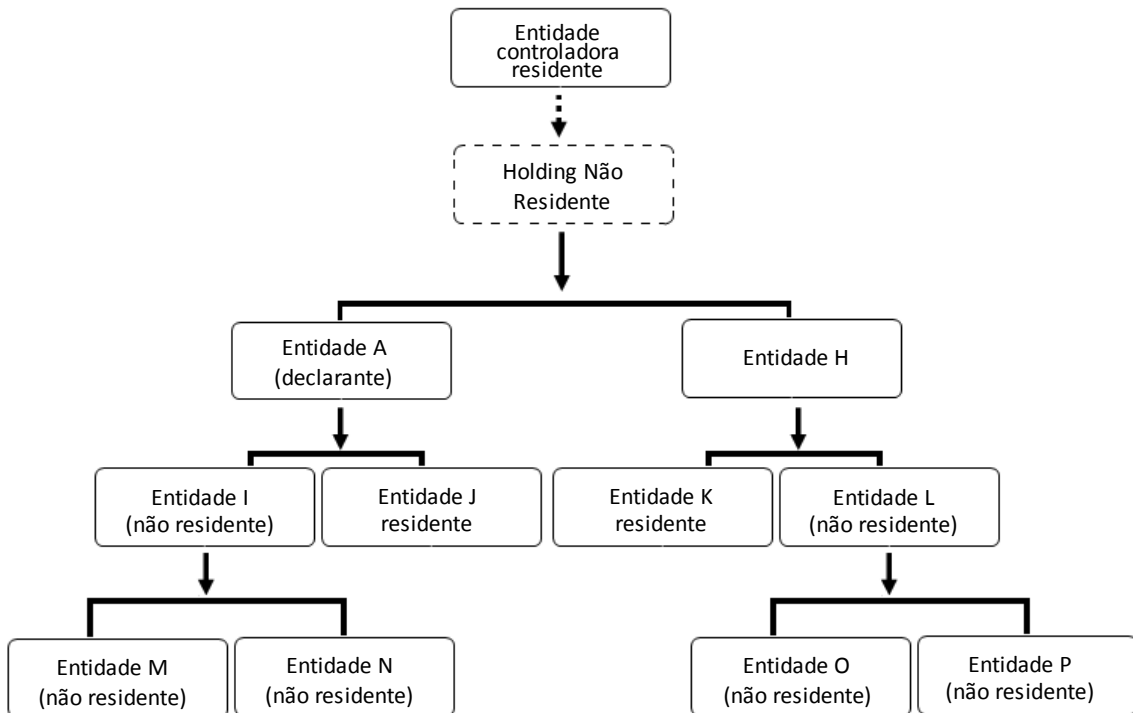 Entidade
controladora
residente
Holding Não
Residente
Entidade A
(declarante)
Entidade H
Entidade I
(não residente)
Entidade J
residente
Entidade K
residente
Entidade L
(não residente)
Entidade M
(não residente)
Entidade N
(não residente)
Entidade O
(não residente)
Entidade P
(não residente)